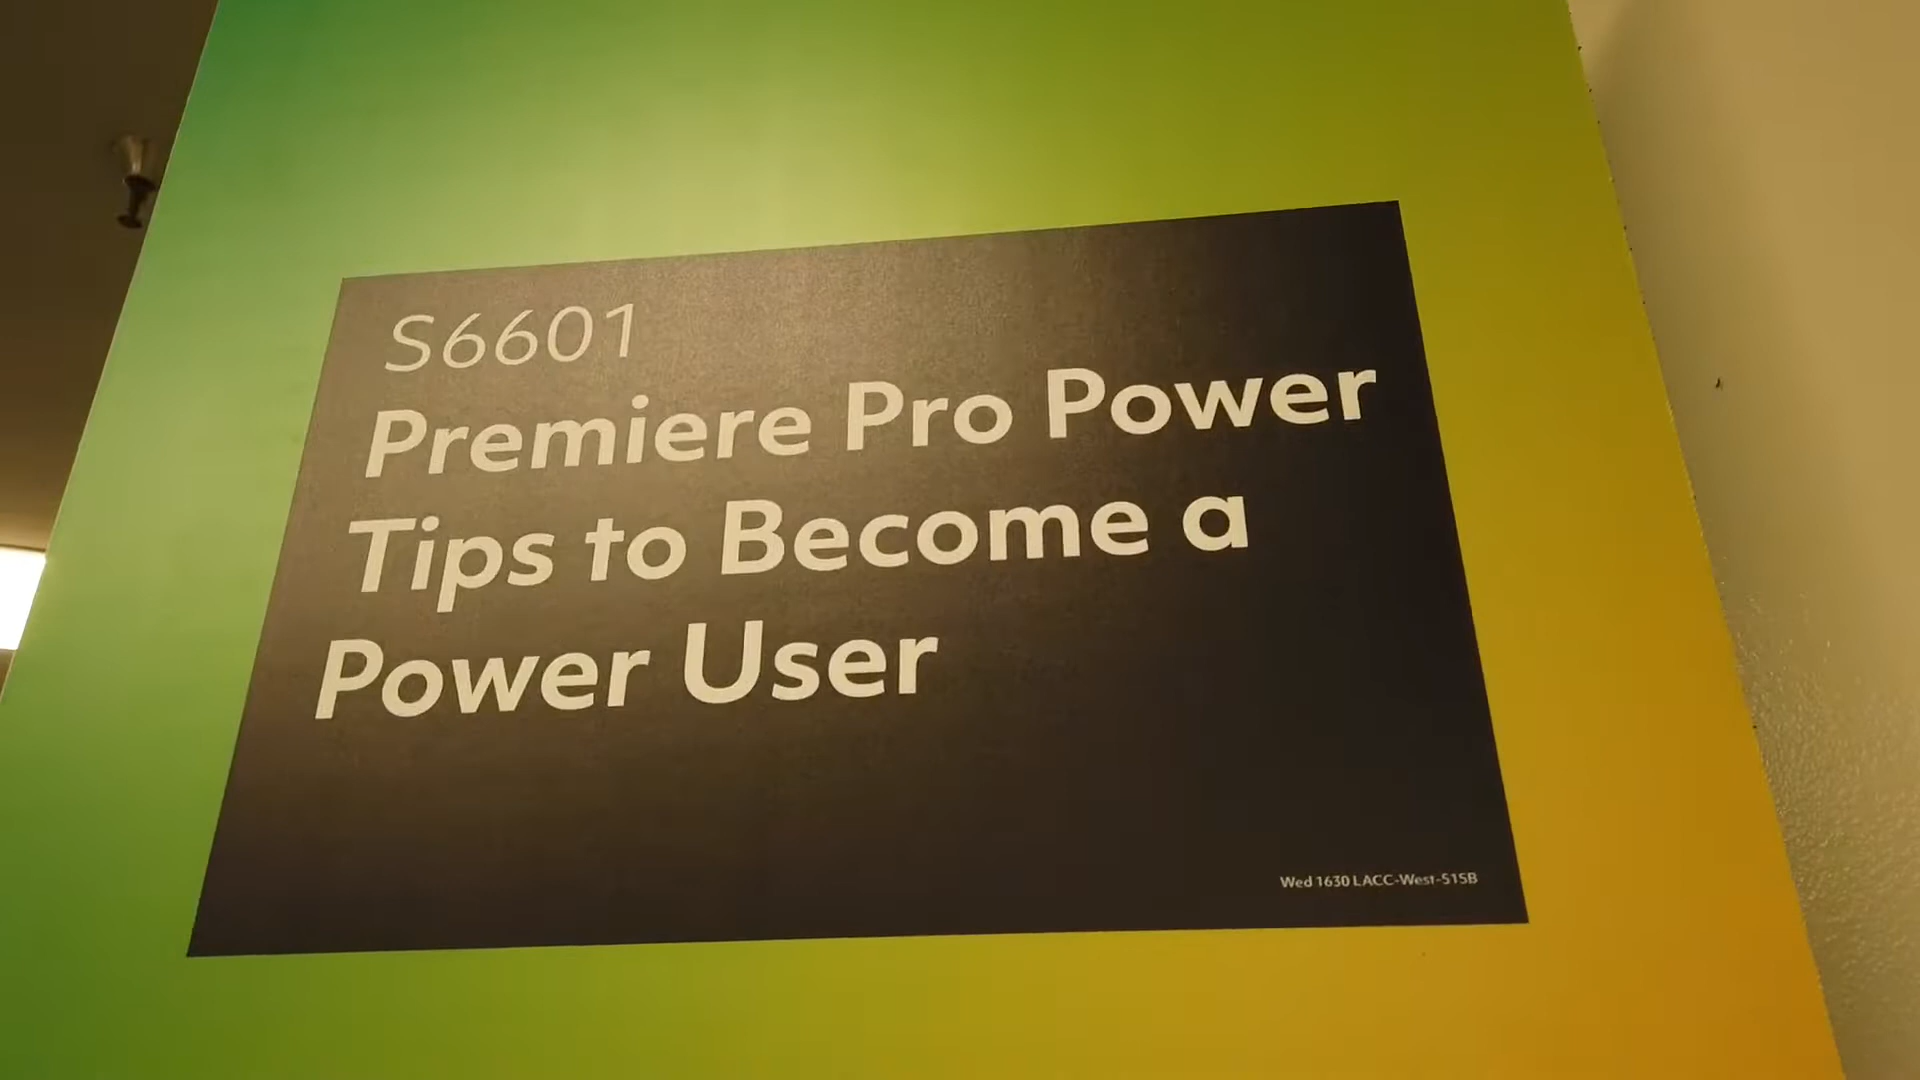 S6601
Premiere Pro Power
Tips to Become a
Power User
Wed 1630 LACC-West-515B